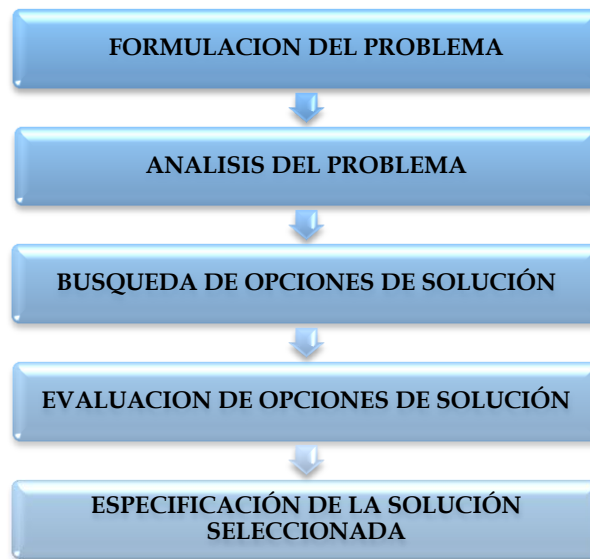 FORMULACION DEL PROBLEMA
ANALISIS DEL PROBLEMA
BUSQUEDA DE OPCIONES DE SOLUCIÓN
EVALUACION DE OPCIONES DE SOLUCIÓN
ESPECIFICACIÓN DE LA SOLUCIÓN
SELECCIONADA